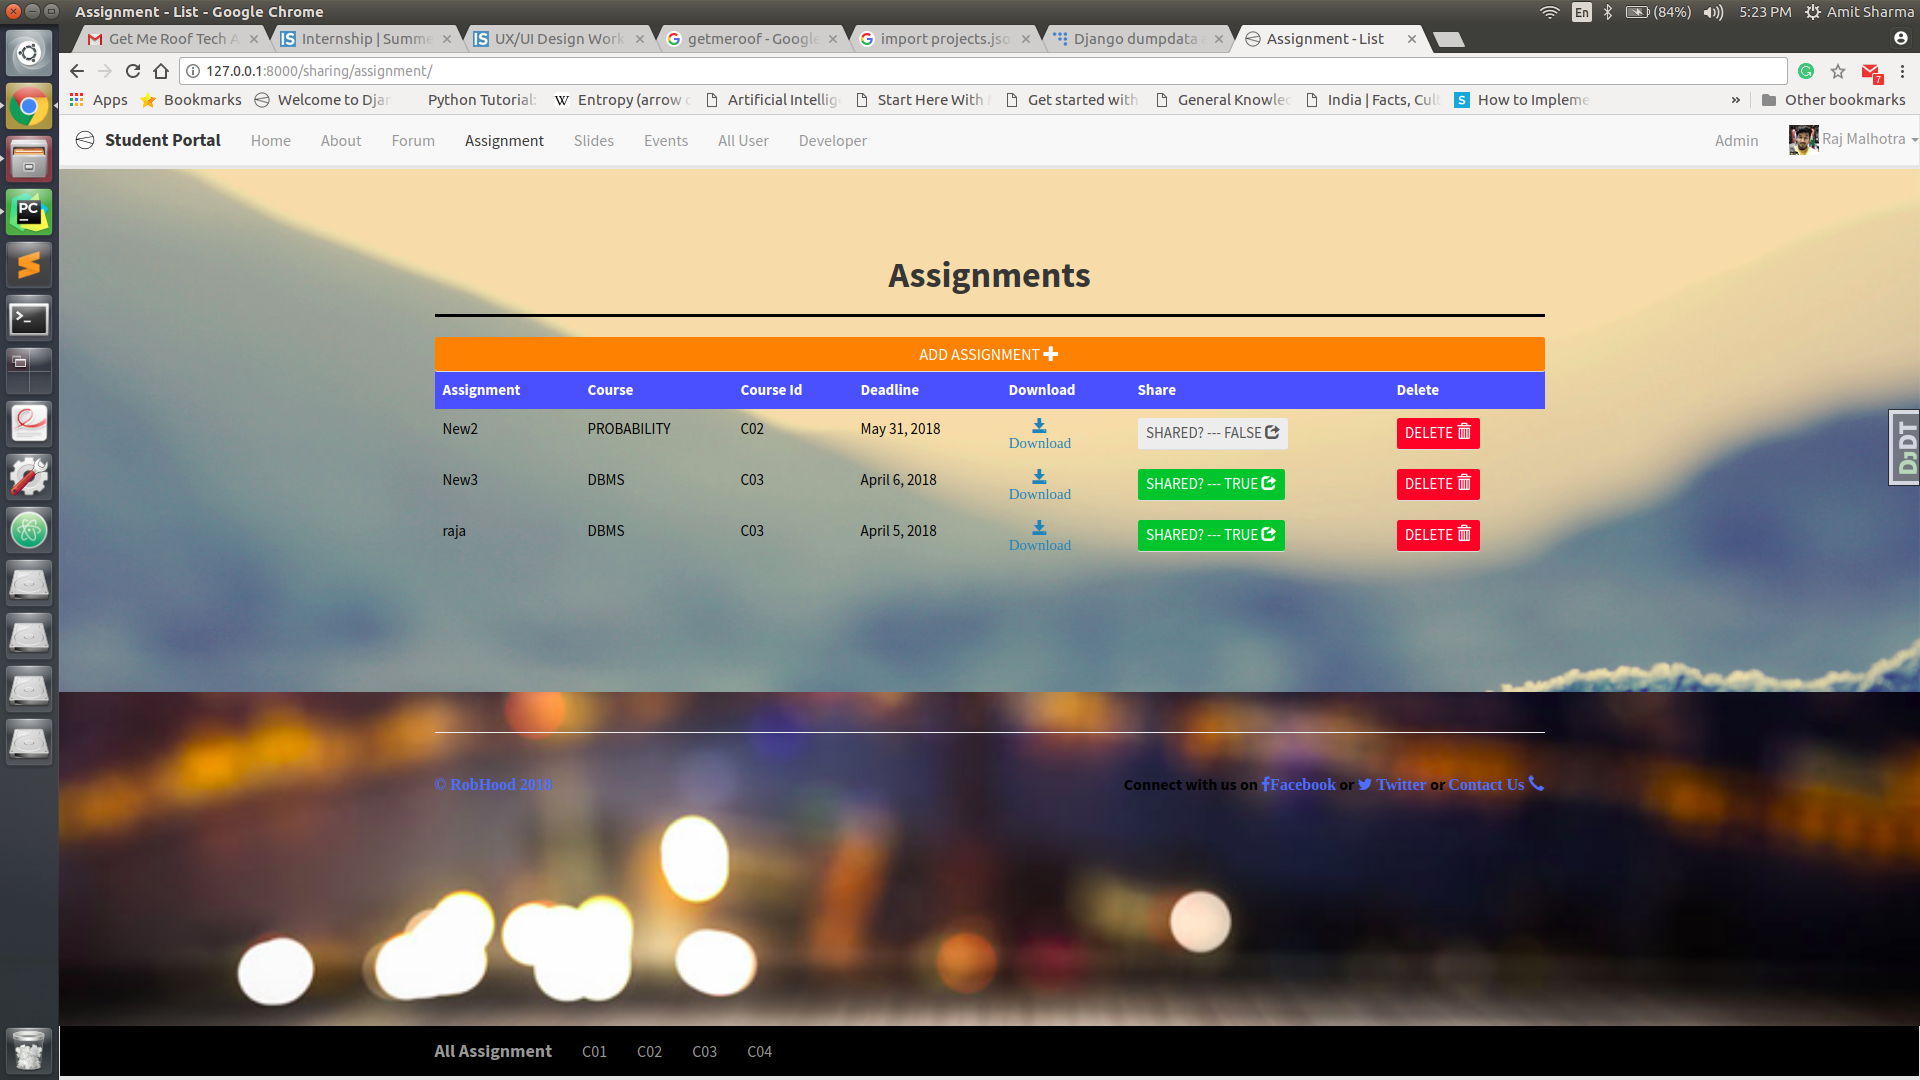 Assignment - List - Google Chrome
En (84%) 5:23 PM Amit Sharma
Get Me Roof Tech A
Internship | Summe
UX/UI Design Work
getmeroof - Google
import projects.jso
Django dumpdata
Assignment - List
127.0.0.1:8000/sharing/assignment/
7
Apps Bookmarks Welcome to Djan Python Tutorial: Entropy (arrow Artificial Intellig Start Here With Get started with General Knowlec India | Facts, Cult How to Impleme » Other bookmarks
Student Portal Home About Forum Assignment Slides Events All User Developer Admin Raj Malhotra
Assignments
ADD ASSIGNMENT
Assignment Course Course Id Deadline Download Share Delete
New2 PROBABILITY C02 May 31, 2018 Download SHARED? --- FALSE DELETE
New3 DBMS C03 April 6, 2018 Download SHARED? --- TRUE DELETE
raja DBMS C03 April 5, 2018 Download SHARED? --- TRUE DELETE
DJDT
© RobHood 2018
Connect with us on Facebook or Twitter or Contact Us
All Assignment C01 C02 C03 C04